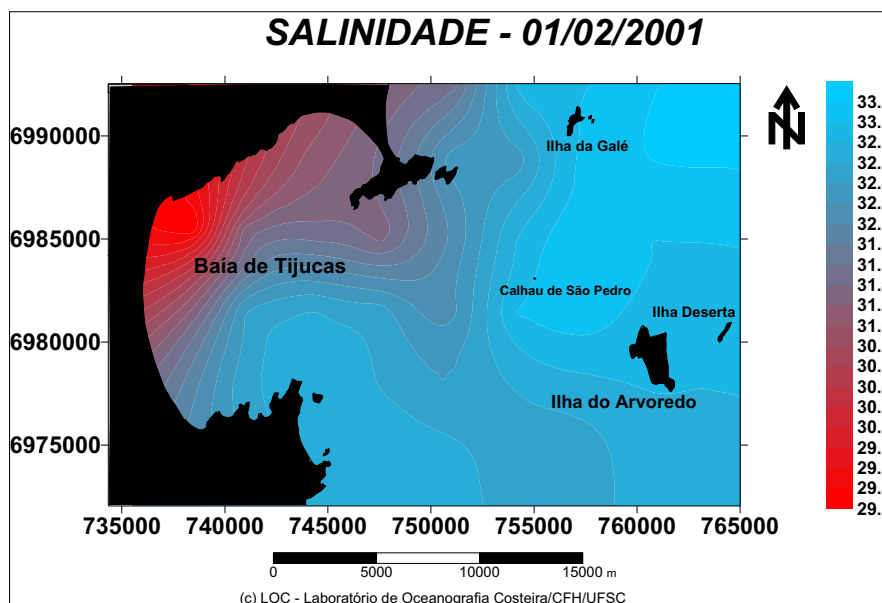 SALINIDADE - 01/02/2001
6990000
6985000
6980000
6975000
735000 740000 745000 750000 755000 760000 765000
Ilha da Galé
Baía de Tijucas
Calhau de São Pedro
Ilha Deserta
Ilha do Arvoredo
N
33.
33.
32.
32.
32.
32.
32.
31.
31.
31.
31.
31.
30.
30.
30.
30.
30.
29.
29.
29.
29.
0 5000 10000 15000 m
(c) LOC - Laboratório de Oceanografia Costeira/CFH/UFSC